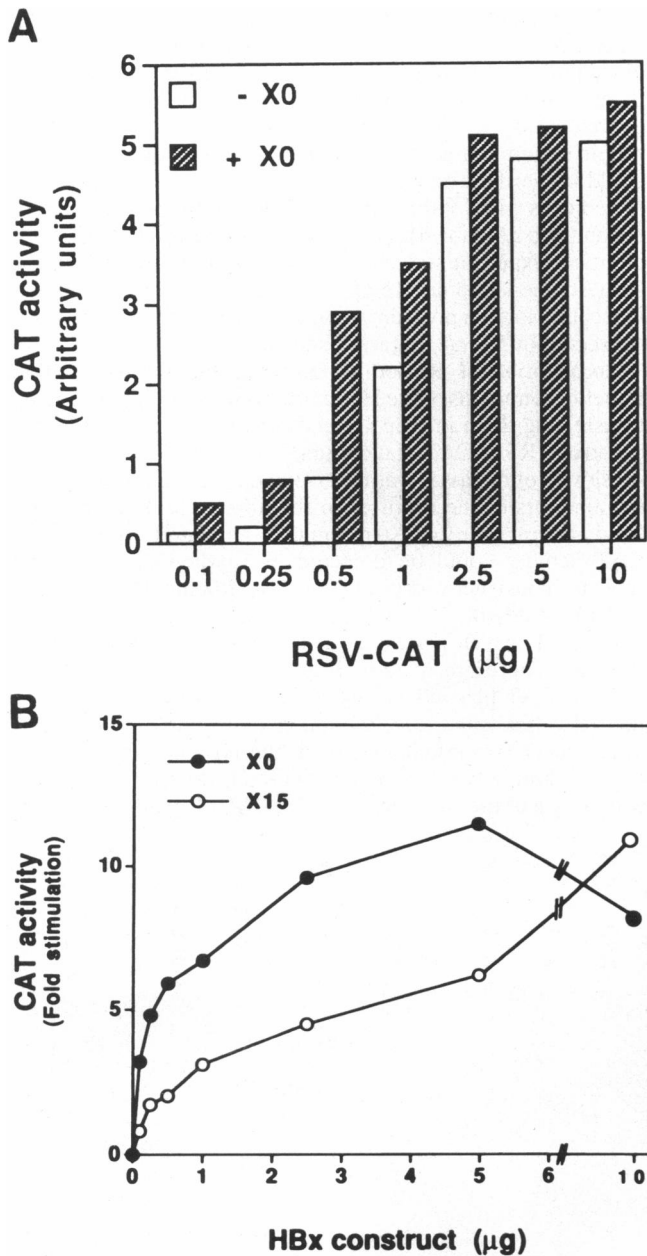 A
CAT activity
(Arbitrary units)
6
5
4
3
2
1
0
- X0
+ X0
0.1 0.25 0.5 1 2.5 5 10
RSV-CAT (µg)
B
CAT activity
(Fold stimulation)
15
10
5
0
X0
X15
0 1 2 3 4 5 6 10
HBx construct (µg)